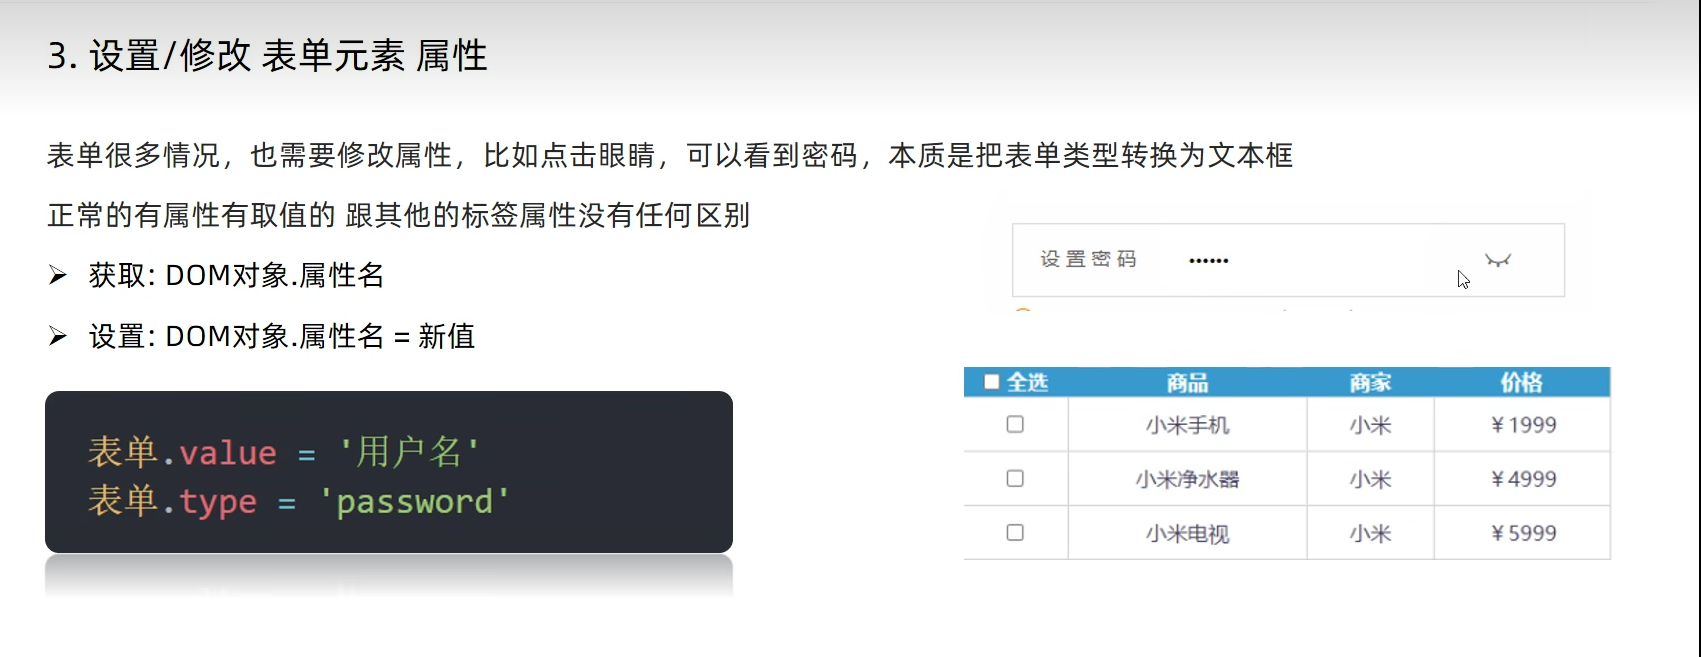 3. 设置/修改 表单元素 属性
表单很多情况，也需要修改属性，比如点击眼睛，可以看到密码，本质是把表单类型转换为文本框
正常的有属性有取值的 跟其他的标签属性没有任何区别
➢ 获取: DOM对象.属性名
➢ 设置: DOM对象.属性名 = 新值
表单.value = '用户名'
表单.type = 'password'
设置密码 ••••••
全选 商品 商家 价格
小米手机 小米 ￥1999
小米净水器 小米 ￥4999
小米电视 小米 ￥5999